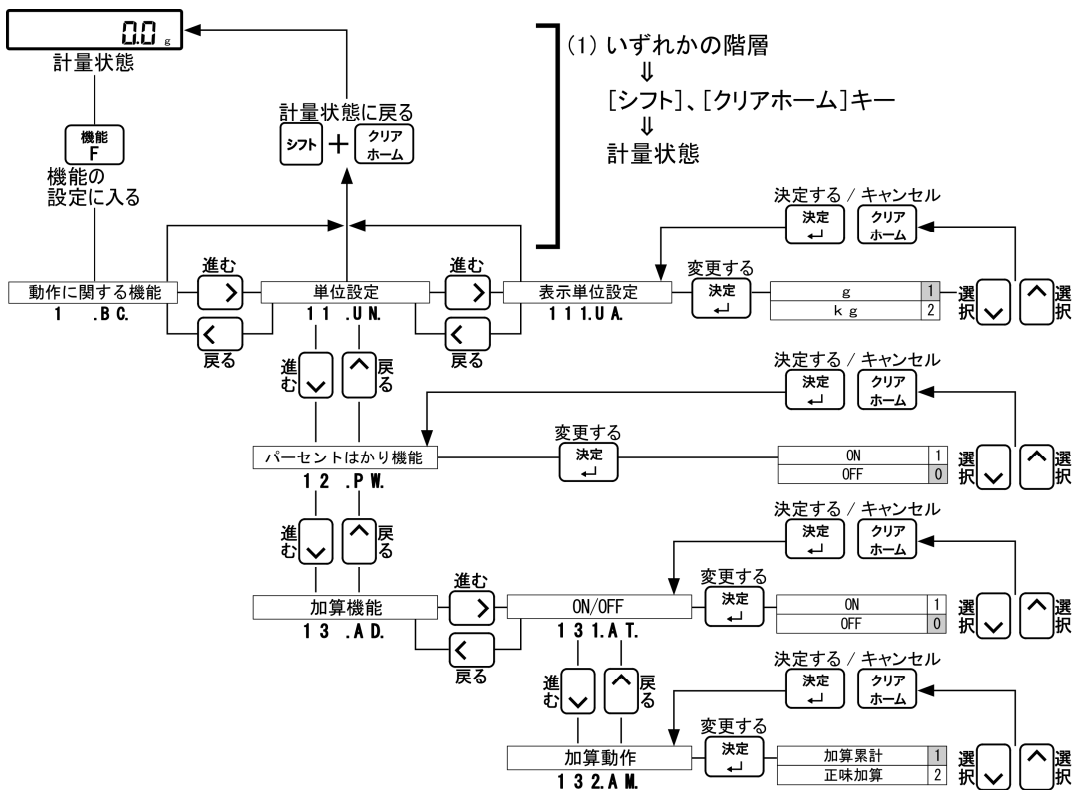 0.0 g
計量状態
機能
F
機能の
設定に入る
計量状態に戻る
シフト + クリア
ホーム
(1) いずれかの階層
⇓
[シフト]、[クリアホーム]キー
⇓
計量状態
決定する / キャンセル
決定 クリア
ホーム
動作に関する機能
1 .B C.
進む
戻る
単位設定
1 1 .U N.
進む
戻る
表示単位設定
1 1 1.U A.
変更する
決定
g 1
k g 2
選択
選択
進む
戻る
決定する / キャンセル
決定 クリア
ホーム
パーセントはかり機能
1 2 .P W.
変更する
決定
ON 1
OFF 0
選択
選択
進む
戻る
決定する / キャンセル
決定 クリア
ホーム
加算機能
1 3 .A D.
進む
戻る
ON/OFF
1 3 1.A T.
変更する
決定
ON 1
OFF 0
選択
選択
進む
戻る
決定する / キャンセル
決定 クリア
ホーム
加算動作
1 3 2.A M.
変更する
決定
加算累計 1
正味加算 2
選択
選択